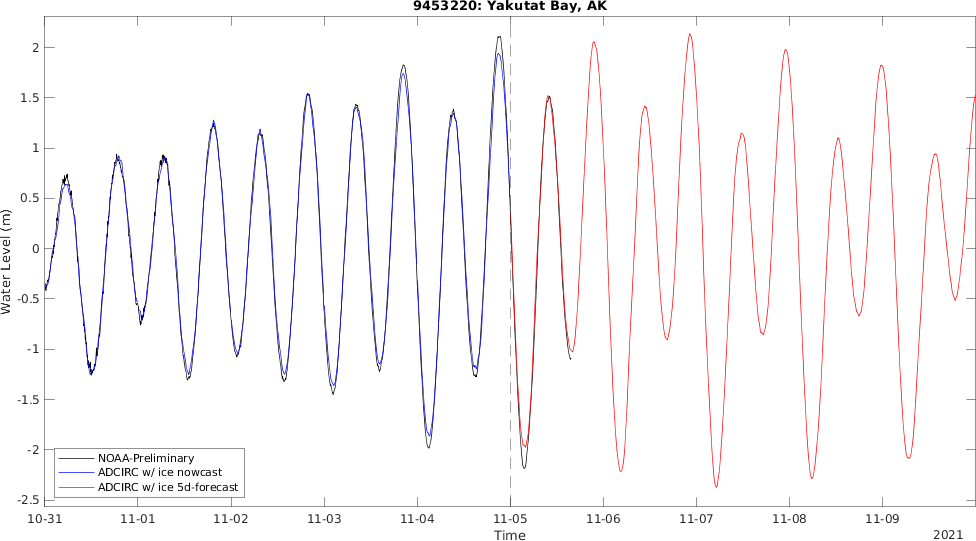 9453220: Yakutat Bay, AK
Water Level (m)
2
1.5
1
0.5
0
-0.5
-1
-1.5
-2
-2.5
NOAA-Preliminary
ADCIRC w/ ice nowcast
ADCIRC w/ ice 5d-forecast
10-31 11-01 11-02 11-03 11-04 11-05 11-06 11-07 11-08 11-09
Time
2021